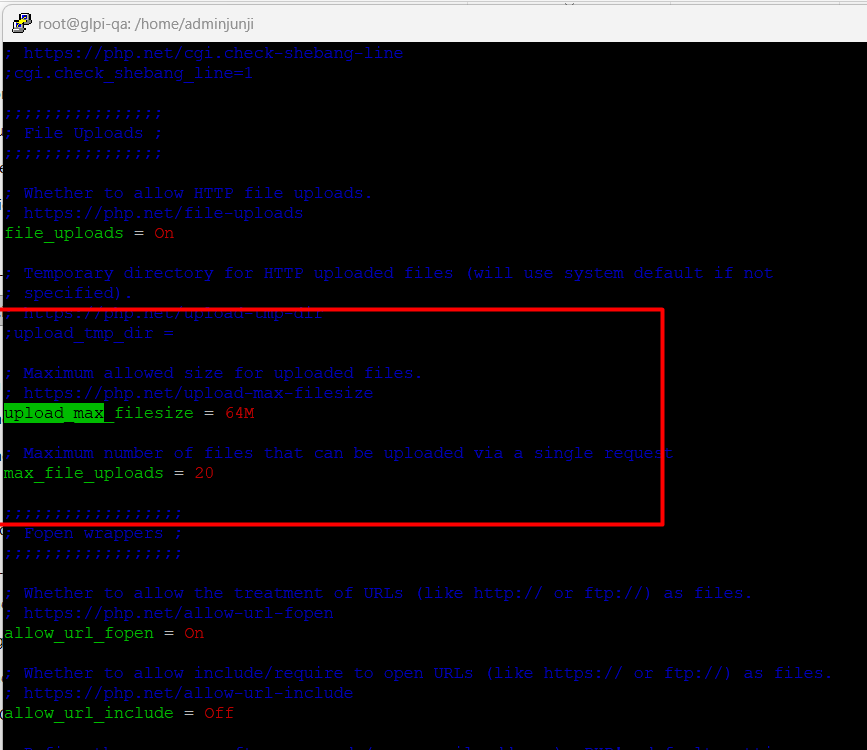 root@glpi-qa: /home/adminjunji
; https://php.net/cgi.check-shebang-line
;cgi.check_shebang_line=1
;;;;;;;;;;;;;;;;
; File Uploads ;
;;;;;;;;;;;;;;;;
; Whether to allow HTTP file uploads.
; https://php.net/file-uploads
file_uploads = On
; Temporary directory for HTTP uploaded files (will use system default if not
; specified).
; https://php.net/upload-tmp-dir
;upload_tmp_dir =
; Maximum allowed size for uploaded files.
; https://php.net/upload-max-filesize
upload_max_filesize = 64M
; Maximum number of files that can be uploaded via a single request
max_file_uploads = 20
;;;;;;;;;;;;;;;;;;
; Fopen wrappers ;
;;;;;;;;;;;;;;;;;;
; Whether to allow the treatment of URLs (like http:// or ftp://) as files.
; https://php.net/allow-url-fopen
allow_url_fopen = On
; Whether to allow include/require to open URLs (like https:// or ftp://) as files.
; https://php.net/allow-url-include
allow_url_include = Off